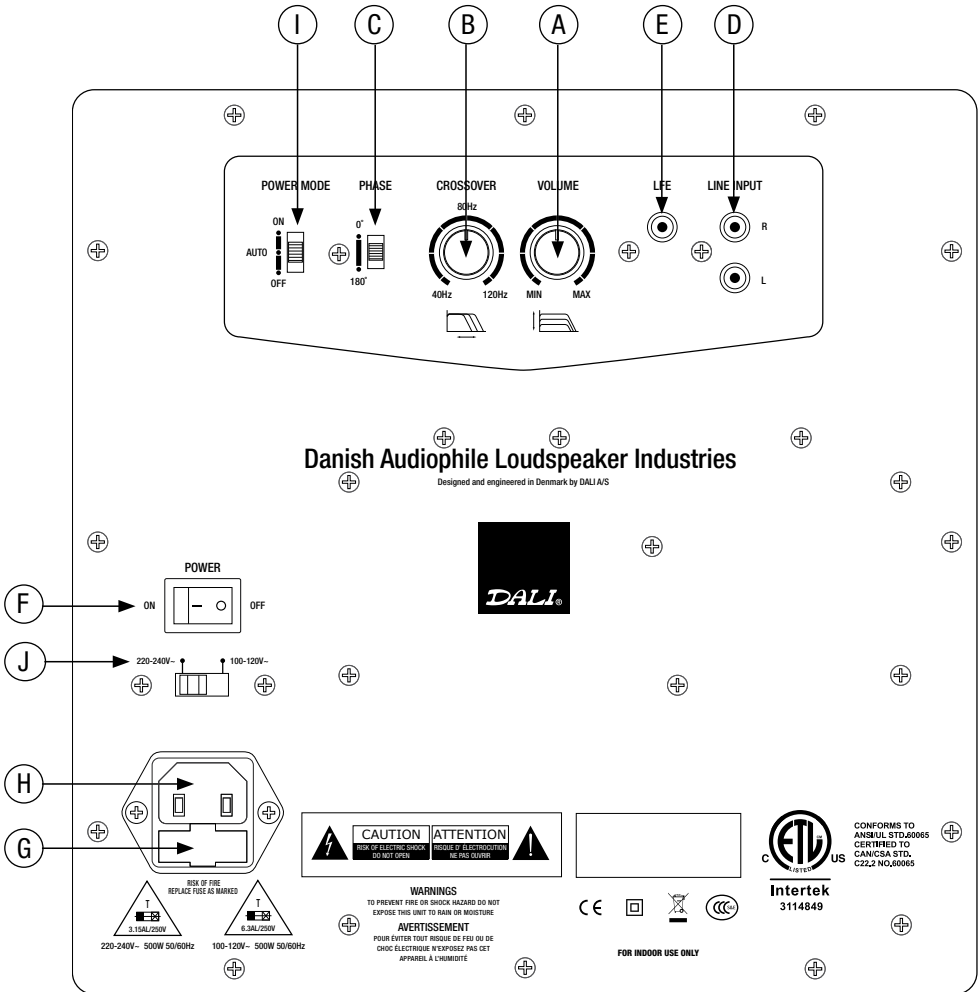 I C B A E D
POWER MODE PHASE CROSSOVER VOLUME LFE LINE INPUT
80Hz
ON 0° R
AUTO
OFF 180° L
40Hz 120Hz MIN MAX
Danish Audiophile Loudspeaker Industries
Designed and engineered in Denmark by DALI A/S
DALI®
POWER
F ON OFF
J 220-240V~ 100-120V~
H
G
RISK OF FIRE
REPLACE FUSE AS MARKED
T
3.15AL/250V
220-240V~ 500W 50/60Hz
T
6.3AL/250V
100-120V~ 500W 50/60Hz
CAUTION
RISK OF ELECTRIC SHOCK
DO NOT OPEN
ATTENTION
RISQUE D' ÉLECTROCUTION
NE PAS OUVRIR
WARNINGS
TO PREVENT FIRE OR SHOCK HAZARD DO NOT
EXPOSE THIS UNIT TO RAIN OR MOISTURE
AVERTISSEMENT
POUR ÉVITER TOUT RISQUE DE FEU OU DE
CHOC ÉLECTRIQUE N'EXPOSEZ PAS CET
APPAREIL À L'HUMIDITÉ
CE
CCC S&E
FOR INDOOR USE ONLY
C ETL US
LISTED
Intertek
3114849
CONFORMS TO
ANSI/UL STD.60065
CERTIFIED TO
CAN/CSA STD.
C22.2 NO.60065